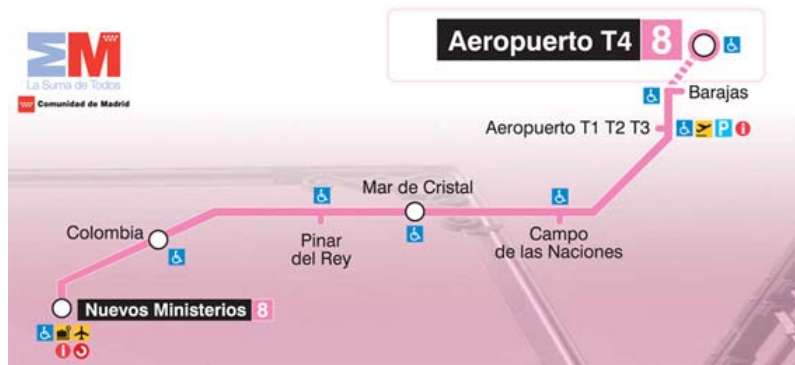 Aeropuerto T4 8
EM
La Suma de Todos
Comunidad de Madrid
Barajas
Aeropuerto T1 T2 T3
P i
Mar de Cristal
Colombia
Pinar
del Rey
Campo
de las Naciones
Nuevos Ministerios 8
i